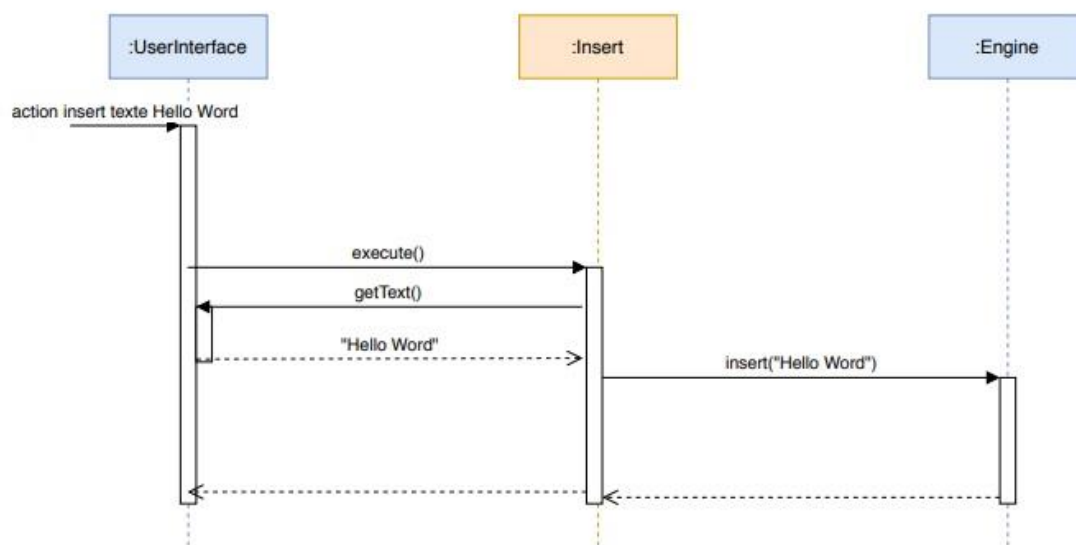 :UserInterface
:Insert
:Engine
action insert texte Hello Word
execute()
getText()
"Hello Word"
insert("Hello Word")